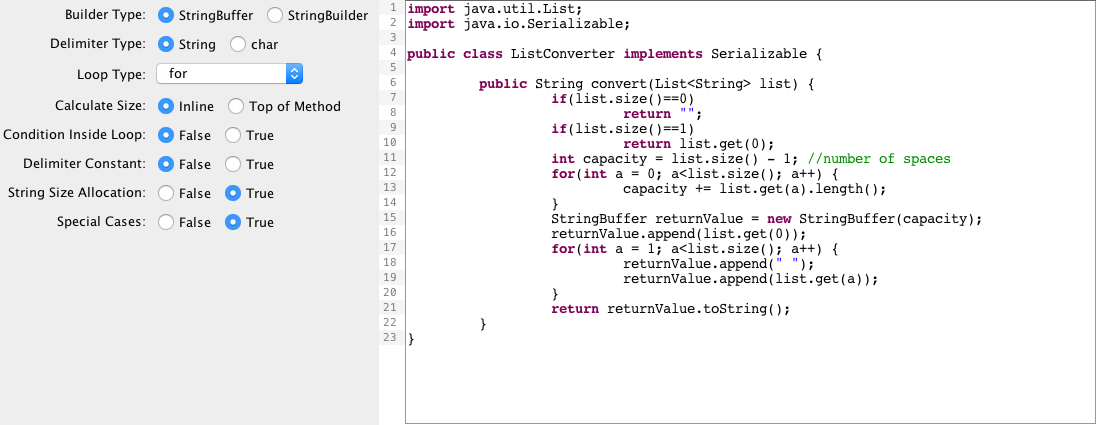 Builder Type: StringBuffer StringBuilder
Delimiter Type: String char
Loop Type: for
Calculate Size: Inline Top of Method
Condition Inside Loop: False True
Delimiter Constant: False True
String Size Allocation: False True
Special Cases: False True
1 import java.util.List;
2 import java.io.Serializable;
3
4 public class ListConverter implements Serializable {
5
6 public String convert(List<String> list) {
7 if(list.size()==0)
8 return "";
9 if(list.size()==1)
10 return list.get(0);
11 int capacity = list.size() - 1; //number of spaces
12 for(int a = 0; a<list.size(); a++) {
13 capacity += list.get(a).length();
14 }
15 StringBuffer returnValue = new StringBuffer(capacity);
16 returnValue.append(list.get(0));
17 for(int a = 1; a<list.size(); a++) {
18 returnValue.append(" ");
19 returnValue.append(list.get(a));
20 }
21 return returnValue.toString();
22 }
23 }